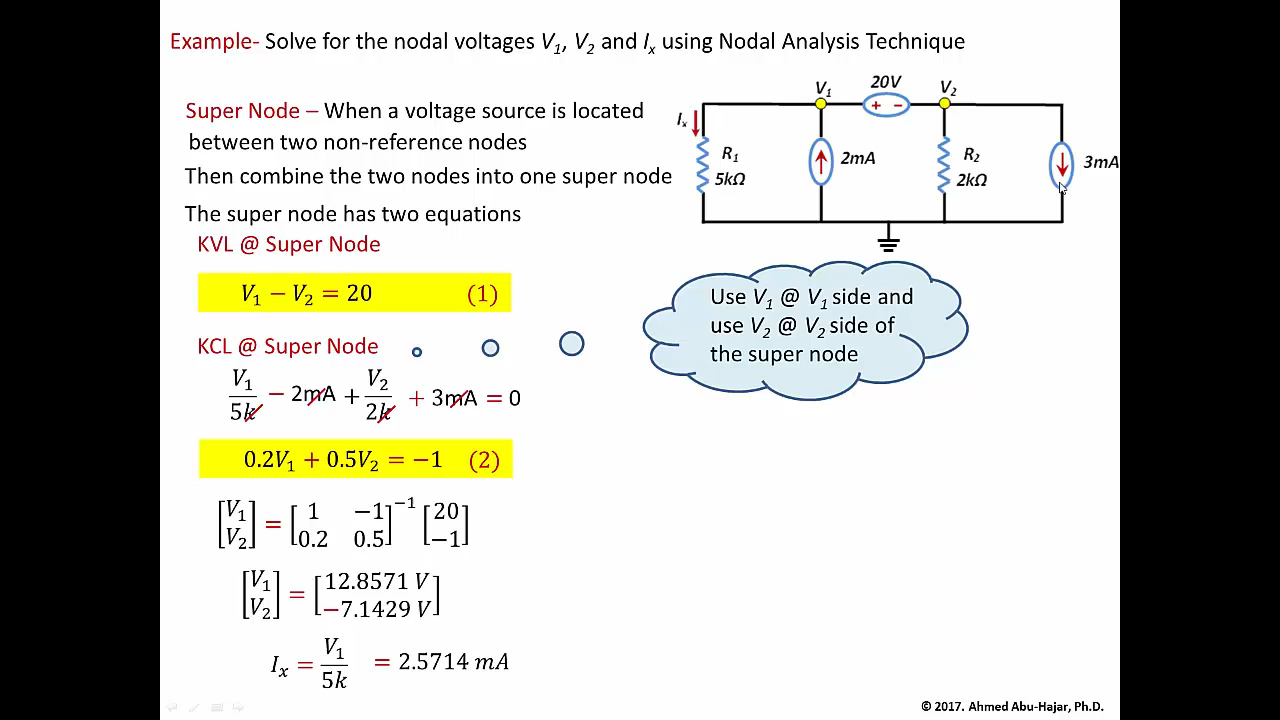 Example- Solve for the nodal voltages V₁, V₂ and Iₓ using Nodal Analysis Technique
Super Node – When a voltage source is located
between two non-reference nodes
Then combine the two nodes into one super node
The super node has two equations
KVL @ Super Node
V₁ − V₂ = 20 (1)
KCL @ Super Node
V₁/5k − 2mA + V₂/2k + 3mA = 0
0.2V₁ + 0.5V₂ = −1 (2)
[V₁ V₂] = [1 −1 0.2 0.5]⁻¹ [20 −1]
[V₁ V₂] = [12.8571 V −7.1429 V]
Iₓ = V₁/5k = 2.5714 mA
V₁ 20V V₂
+ −
Iₓ
R₁
5kΩ
2mA
R₂
2kΩ
3mA
Use V₁ @ V₁ side and
use V₂ @ V₂ side of
the super node
© 2017. Ahmed Abu-Hajar, Ph.D.